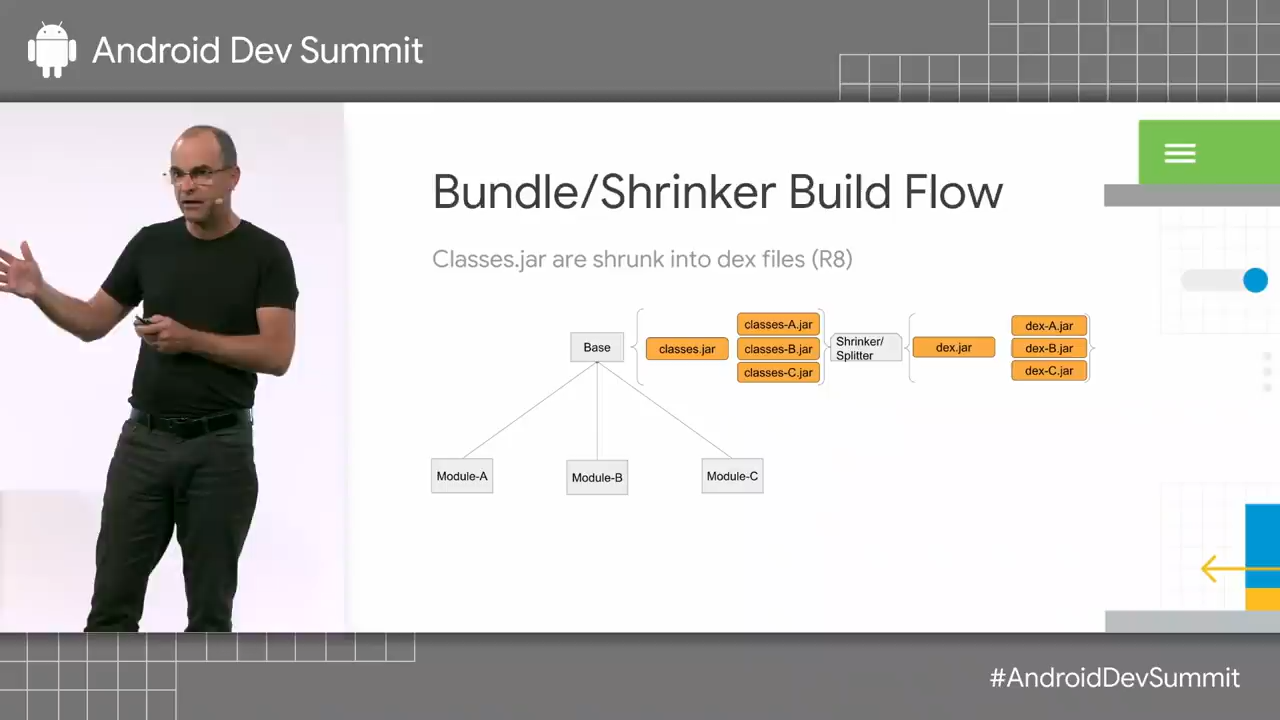 Android Dev Summit
Bundle/Shrinker Build Flow
Classes.jar are shrunk into dex files (R8)
Base
classes.jar
classes-A.jar
classes-B.jar
classes-C.jar
Shrinker/
Splitter
dex.jar
dex-A.jar
dex-B.jar
dex-C.jar
Module-A
Module-B
Module-C
#AndroidDevSummit